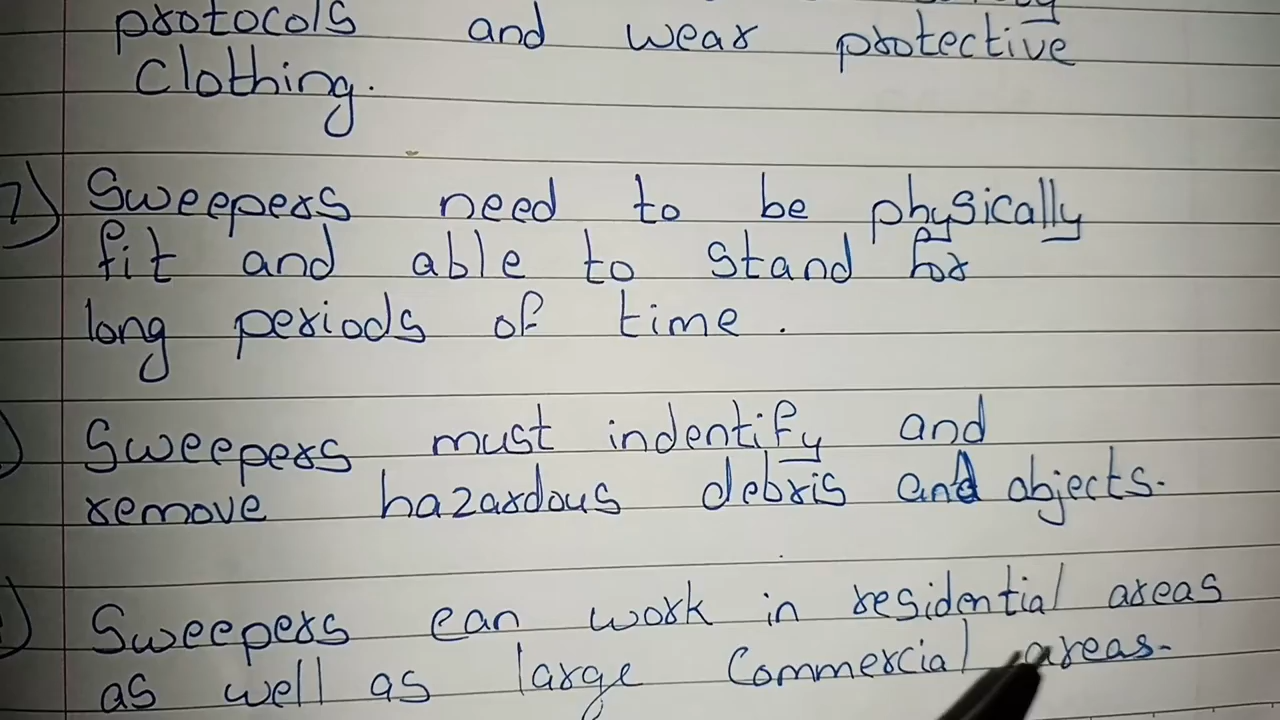 protocols and wear protective
clothing.
7) Sweepers need to be physically
fit and able to stand for
long periods of time.
) Sweepers must indentify and
remove hazardous debris and objects.
) Sweepers can work in residential areas
as well as large Commercial areas.